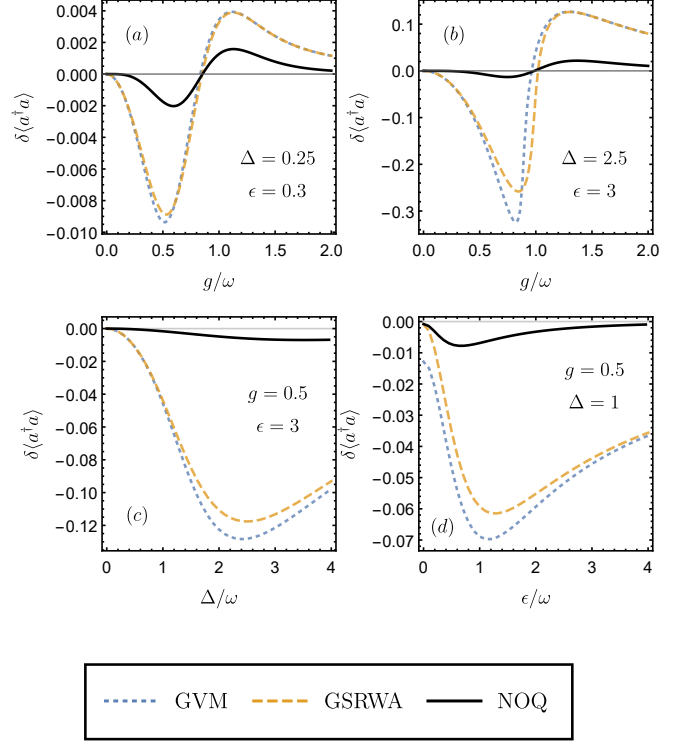 (a)
δ⟨a†a⟩
0.004
0.002
0.000
−0.002
−0.004
−0.006
−0.008
−0.010
Δ = 0.25
ϵ = 0.3
0.0 0.5 1.0 1.5 2.0
g/ω
(b)
δ⟨a†a⟩
0.1
0.0
−0.1
−0.2
−0.3
Δ = 2.5
ϵ = 3
0.0 0.5 1.0 1.5 2.0
g/ω
(c)
δ⟨a†a⟩
0.00
−0.02
−0.04
−0.06
−0.08
−0.10
−0.12
g = 0.5
ϵ = 3
0 1 2 3 4
Δ/ω
(d)
δ⟨a†a⟩
0.00
−0.01
−0.02
−0.03
−0.04
−0.05
−0.06
−0.07
g = 0.5
Δ = 1
0 1 2 3 4
ϵ/ω
GVM GSRWA NOQ